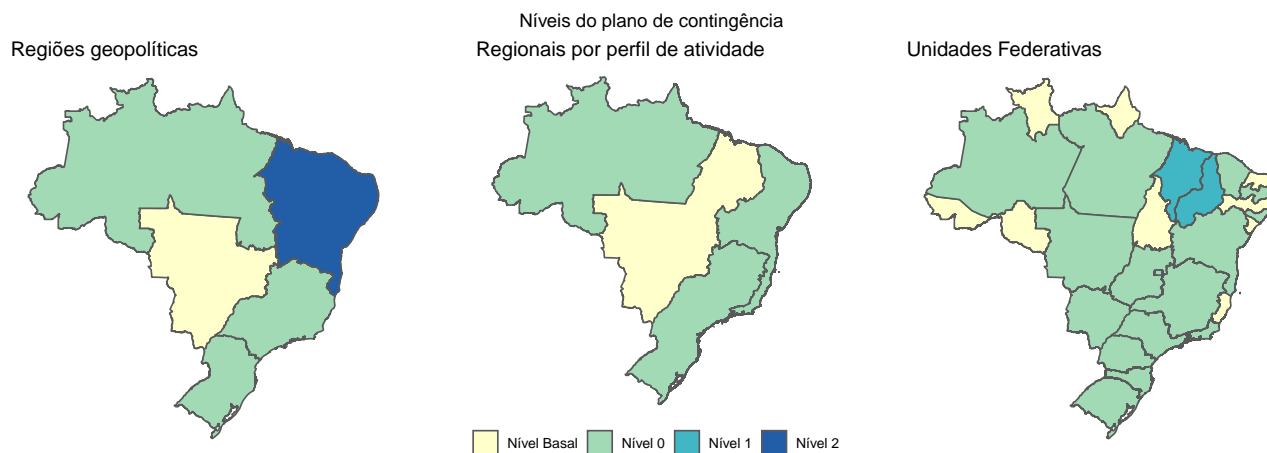 Níveis do plano de contingência
Regiões geopolíticas
Regionais por perfil de atividade
Unidades Federativas
Nível Basal
Nível 0
Nível 1
Nível 2